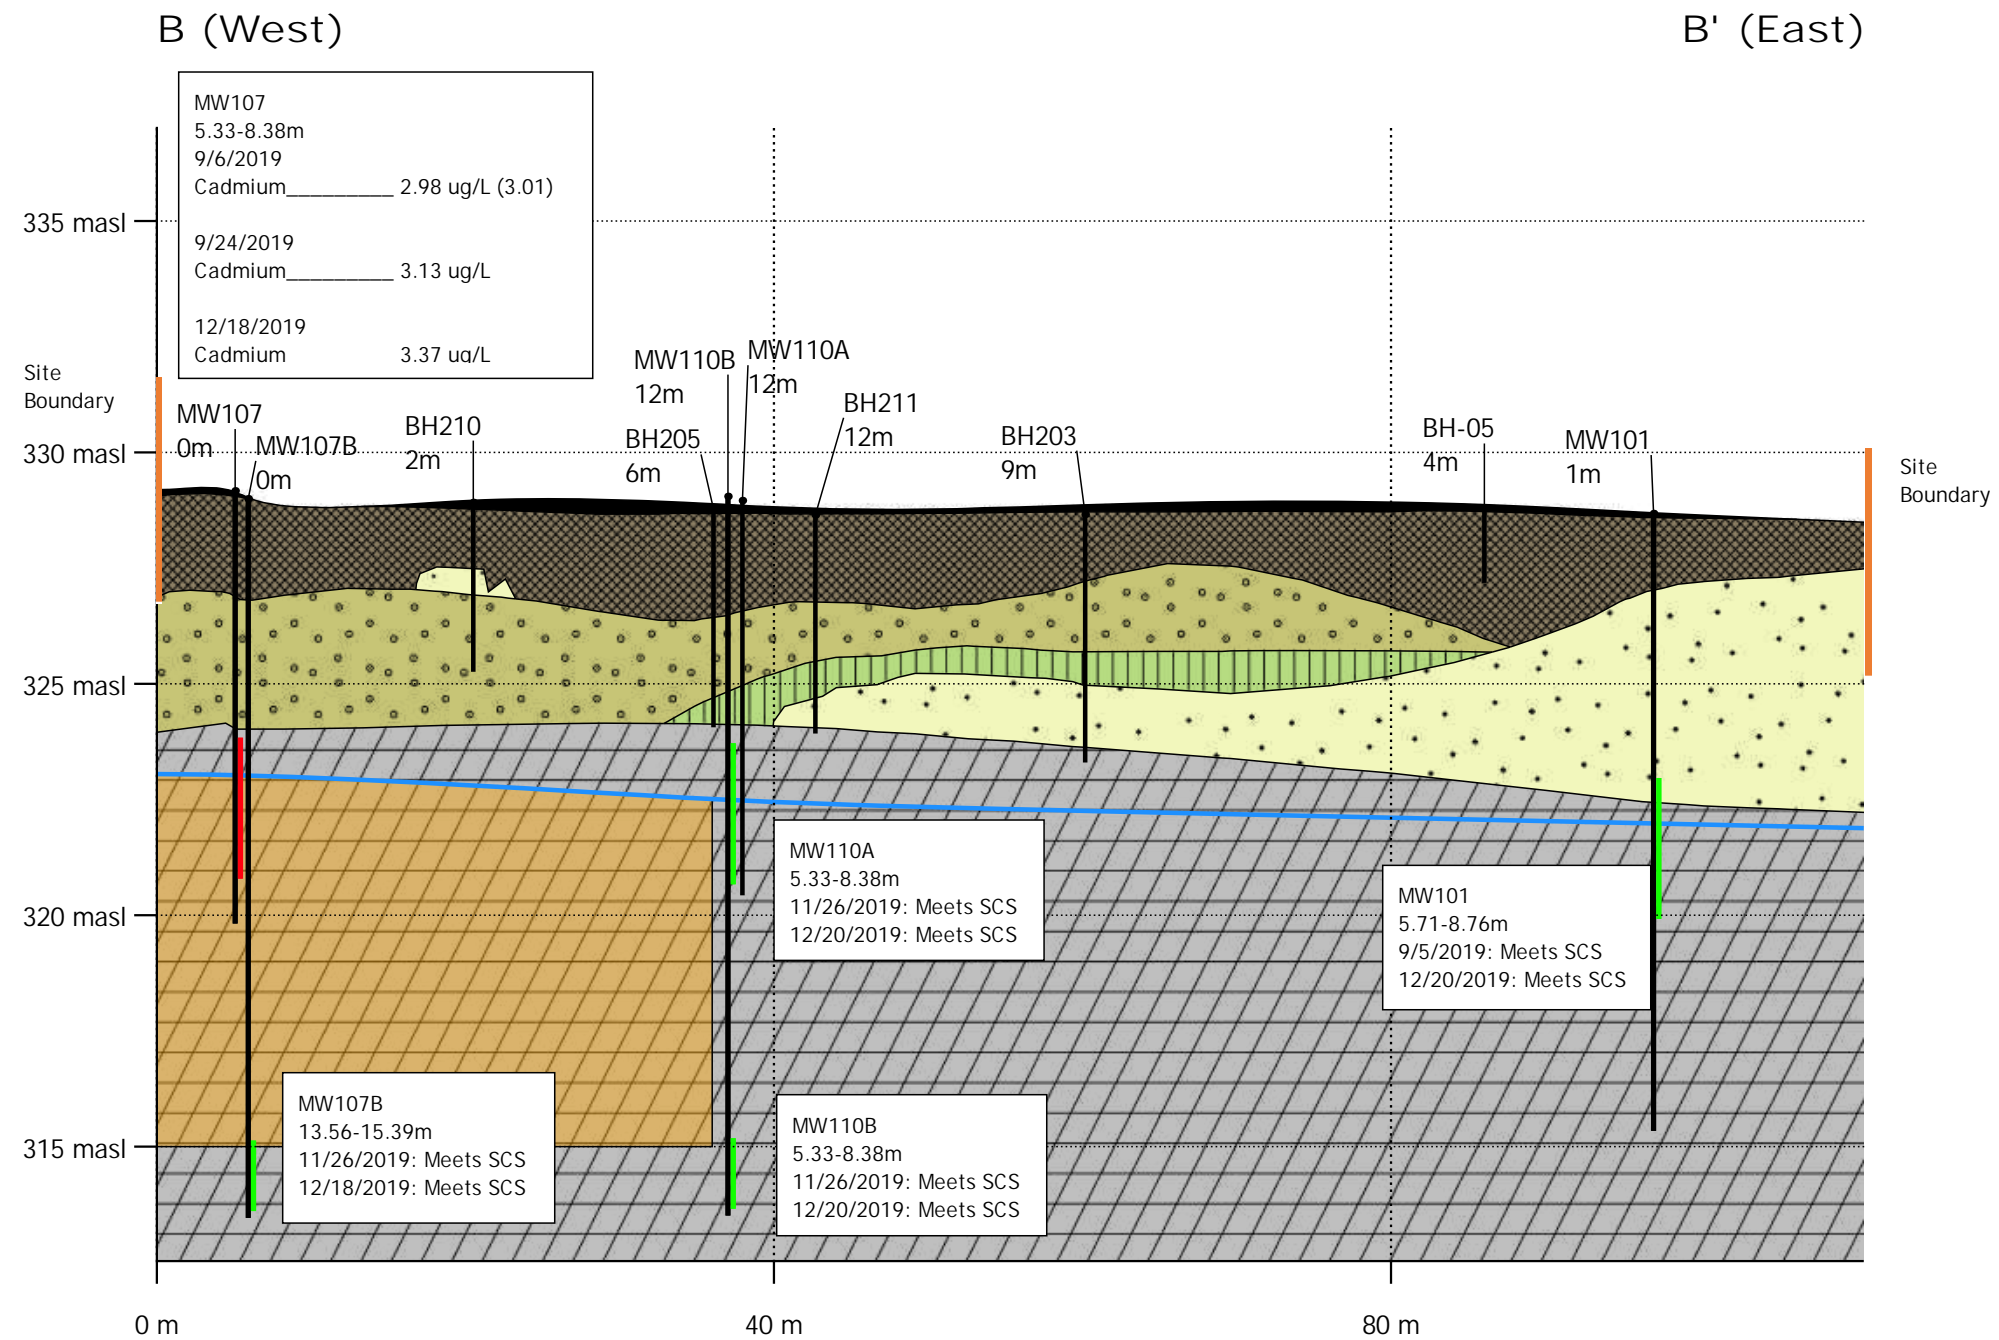 B (West)
B' (East)
MW107
5.33-8.38m
9/6/2019
Cadmium_________ 2.98 ug/L (3.01)
9/24/2019
Cadmium_________ 3.13 ug/L
12/18/2019
Cadmium 3.37 ug/L
335 masl
330 masl
325 masl
320 masl
315 masl
Site
Boundary
MW107
0m
MW107B
0m
BH210
2m
BH205
6m
MW110B
12m
MW110A
12m
BH211
12m
BH203
9m
BH-05
4m
MW101
1m
Site
Boundary
MW110A
5.33-8.38m
11/26/2019: Meets SCS
12/20/2019: Meets SCS
MW101
5.71-8.76m
9/5/2019: Meets SCS
12/20/2019: Meets SCS
MW107B
13.56-15.39m
11/26/2019: Meets SCS
12/18/2019: Meets SCS
MW110B
5.33-8.38m
11/26/2019: Meets SCS
12/20/2019: Meets SCS
0 m
40 m
80 m